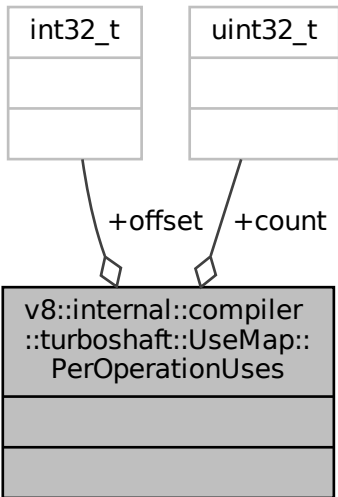 int32_t
uint32_t
+offset
+count
v8::internal::compiler
::turboshaft::UseMap::
PerOperationUses